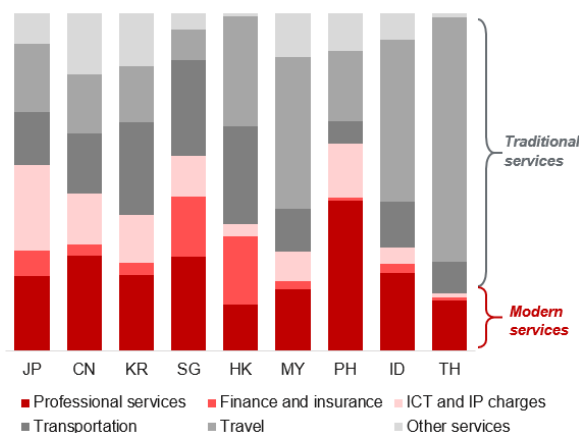 Traditional
services
Modern
services
JP CN KR SG HK MY PH ID TH
Professional services Finance and insurance ICT and IP charges
Transportation Travel Other services